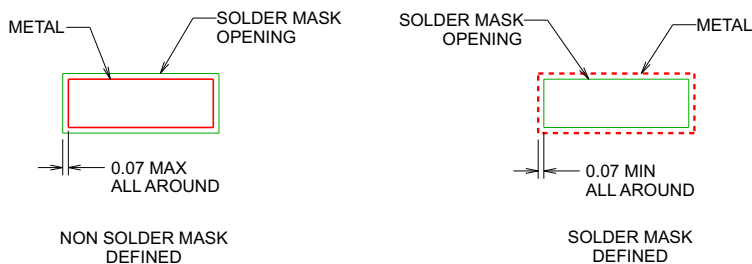 METAL
SOLDER MASK
OPENING
0.07 MAX
ALL AROUND
NON SOLDER MASK
DEFINED
SOLDER MASK
OPENING
METAL
0.07 MIN
ALL AROUND
SOLDER MASK
DEFINED